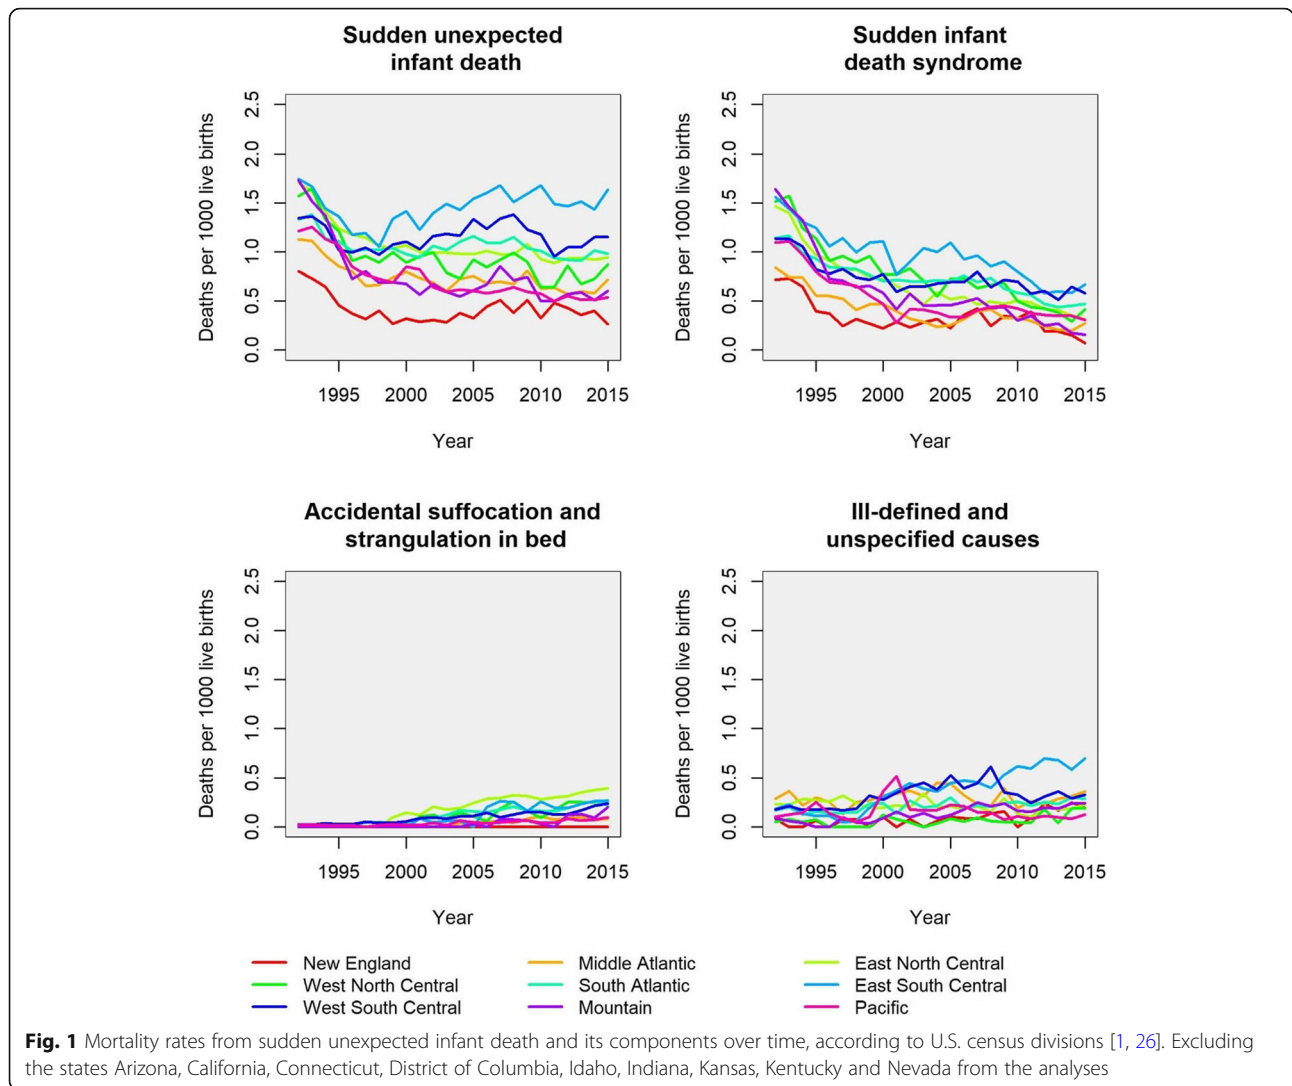 Sudden unexpected
infant death
Deaths per 1000 live births
2.5
2.0
1.5
1.0
0.5
0.0
1995 2000 2005 2010 2015
Year
Sudden infant
death syndrome
Deaths per 1000 live births
2.5
2.0
1.5
1.0
0.5
0.0
1995 2000 2005 2010 2015
Year
Accidental suffocation and
strangulation in bed
Deaths per 1000 live births
2.5
2.0
1.5
1.0
0.5
0.0
1995 2000 2005 2010 2015
Year
Ill-defined and
unspecified causes
Deaths per 1000 live births
2.5
2.0
1.5
1.0
0.5
0.0
1995 2000 2005 2010 2015
Year
New England Middle Atlantic East North Central
West North Central South Atlantic East South Central
West South Central Mountain Pacific
Fig. 1 Mortality rates from sudden unexpected infant death and its components over time, according to U.S. census divisions [1, 26]. Excluding
the states Arizona, California, Connecticut, District of Columbia, Idaho, Indiana, Kansas, Kentucky and Nevada from the analyses